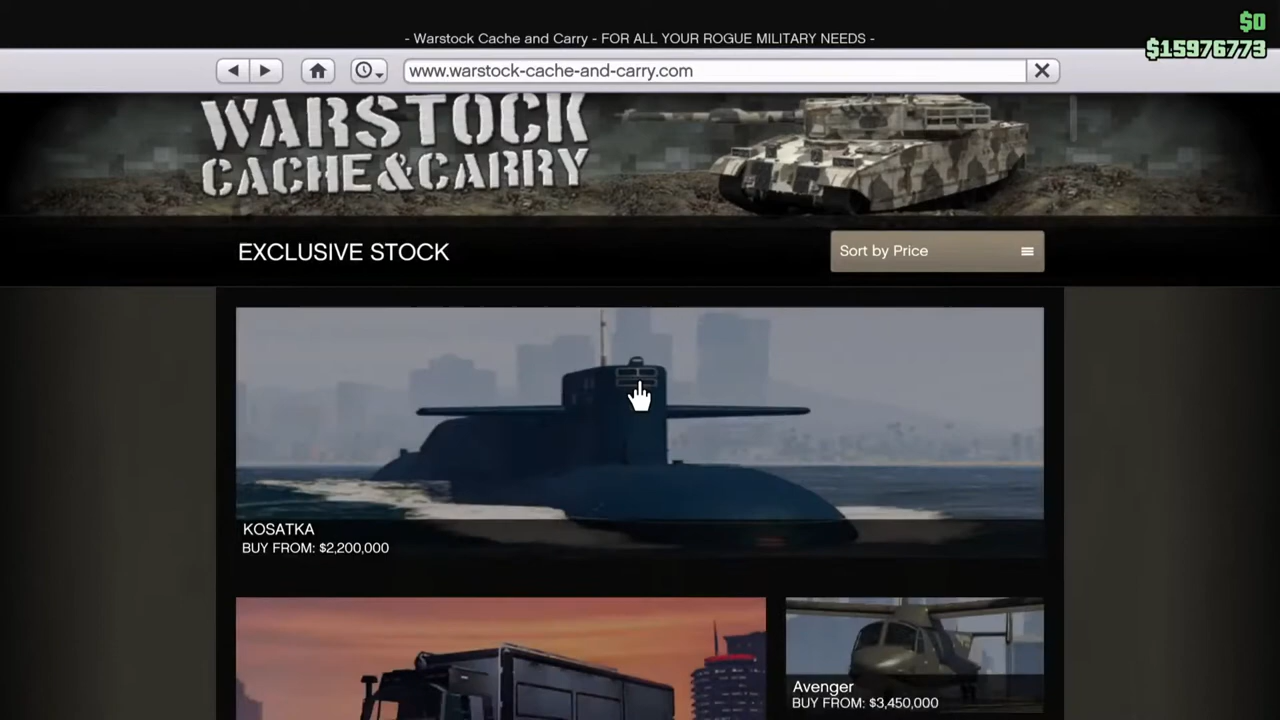 $0
$15976773
- Warstock Cache and Carry - FOR ALL YOUR ROGUE MILITARY NEEDS -
www.warstock-cache-and-carry.com
WARSTOCK
CACHE&CARRY
EXCLUSIVE STOCK
Sort by Price
KOSATKA
BUY FROM: $2,200,000
Avenger
BUY FROM: $3,450,000